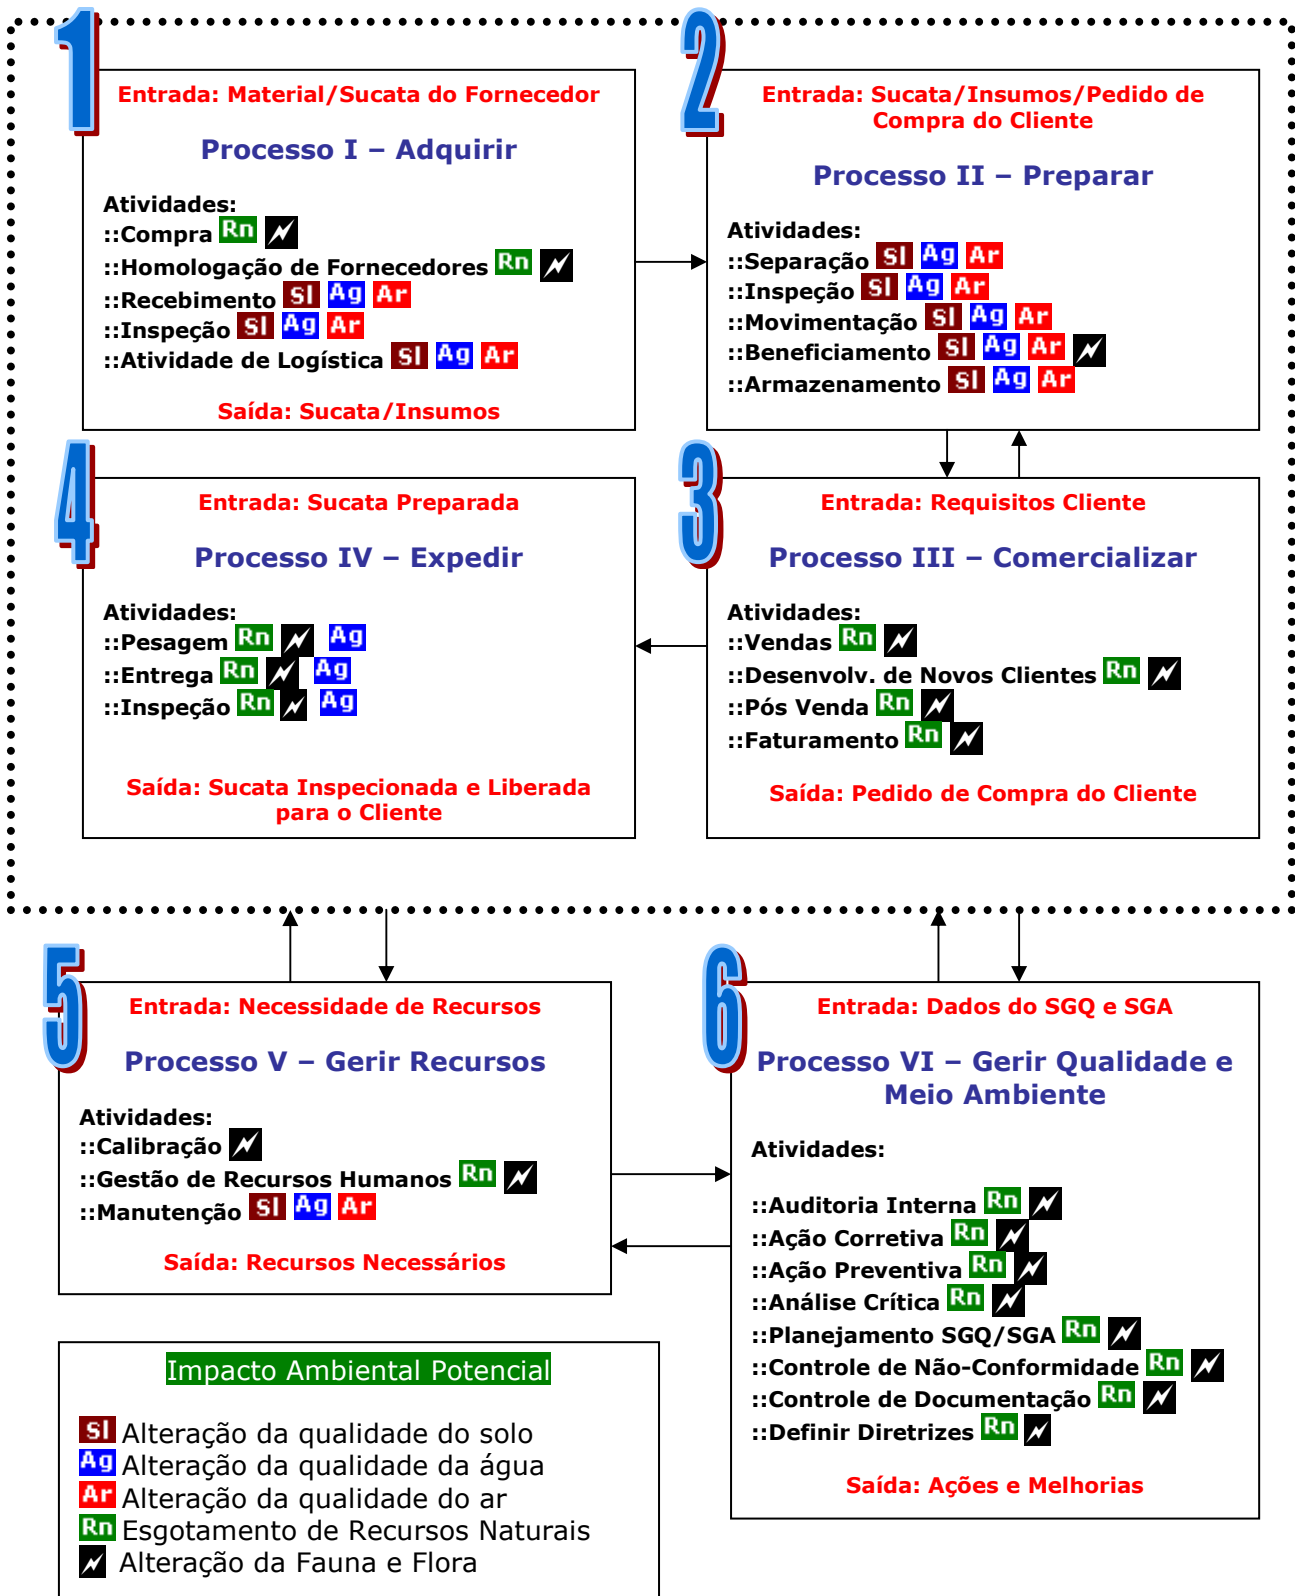 1
Entrada: Material/Sucata do Fornecedor
Processo I – Adquirir
Atividades:
::Compra Rn
::Homologação de Fornecedores Rn
::Recebimento Sl Ag Ar
::Inspeção Sl Ag Ar
::Atividade de Logística Sl Ag Ar
Saída: Sucata/Insumos
2
Entrada: Sucata/Insumos/Pedido de
Compra do Cliente
Processo II – Preparar
Atividades:
::Separação Sl Ag Ar
::Inspeção Sl Ag Ar
::Movimentação Sl Ag Ar
::Beneficiamento Sl Ag Ar
::Armazenamento Sl Ag Ar
4
Entrada: Sucata Preparada
Processo IV – Expedir
Atividades:
::Pesagem Rn Ag
::Entrega Rn Ag
::Inspeção Rn Ag
Saída: Sucata Inspecionada e Liberada
para o Cliente
3
Entrada: Requisitos Cliente
Processo III – Comercializar
Atividades:
::Vendas Rn
::Desenvolv. de Novos Clientes Rn
::Pós Venda Rn
::Faturamento Rn
Saída: Pedido de Compra do Cliente
5
Entrada: Necessidade de Recursos
Processo V – Gerir Recursos
Atividades:
::Calibração
::Gestão de Recursos Humanos Rn
::Manutenção Sl Ag Ar
Saída: Recursos Necessários
6
Entrada: Dados do SGQ e SGA
Processo VI – Gerir Qualidade e
Meio Ambiente
Atividades:
::Auditoria Interna Rn
::Ação Corretiva Rn
::Ação Preventiva Rn
::Análise Crítica Rn
::Planejamento SGQ/SGA Rn
::Controle de Não-Conformidade Rn
::Controle de Documentação Rn
::Definir Diretrizes Rn
Saída: Ações e Melhorias
Impacto Ambiental Potencial
Sl Alteração da qualidade do solo
Ag Alteração da qualidade da água
Ar Alteração da qualidade do ar
Rn Esgotamento de Recursos Naturais
Alteração da Fauna e Flora